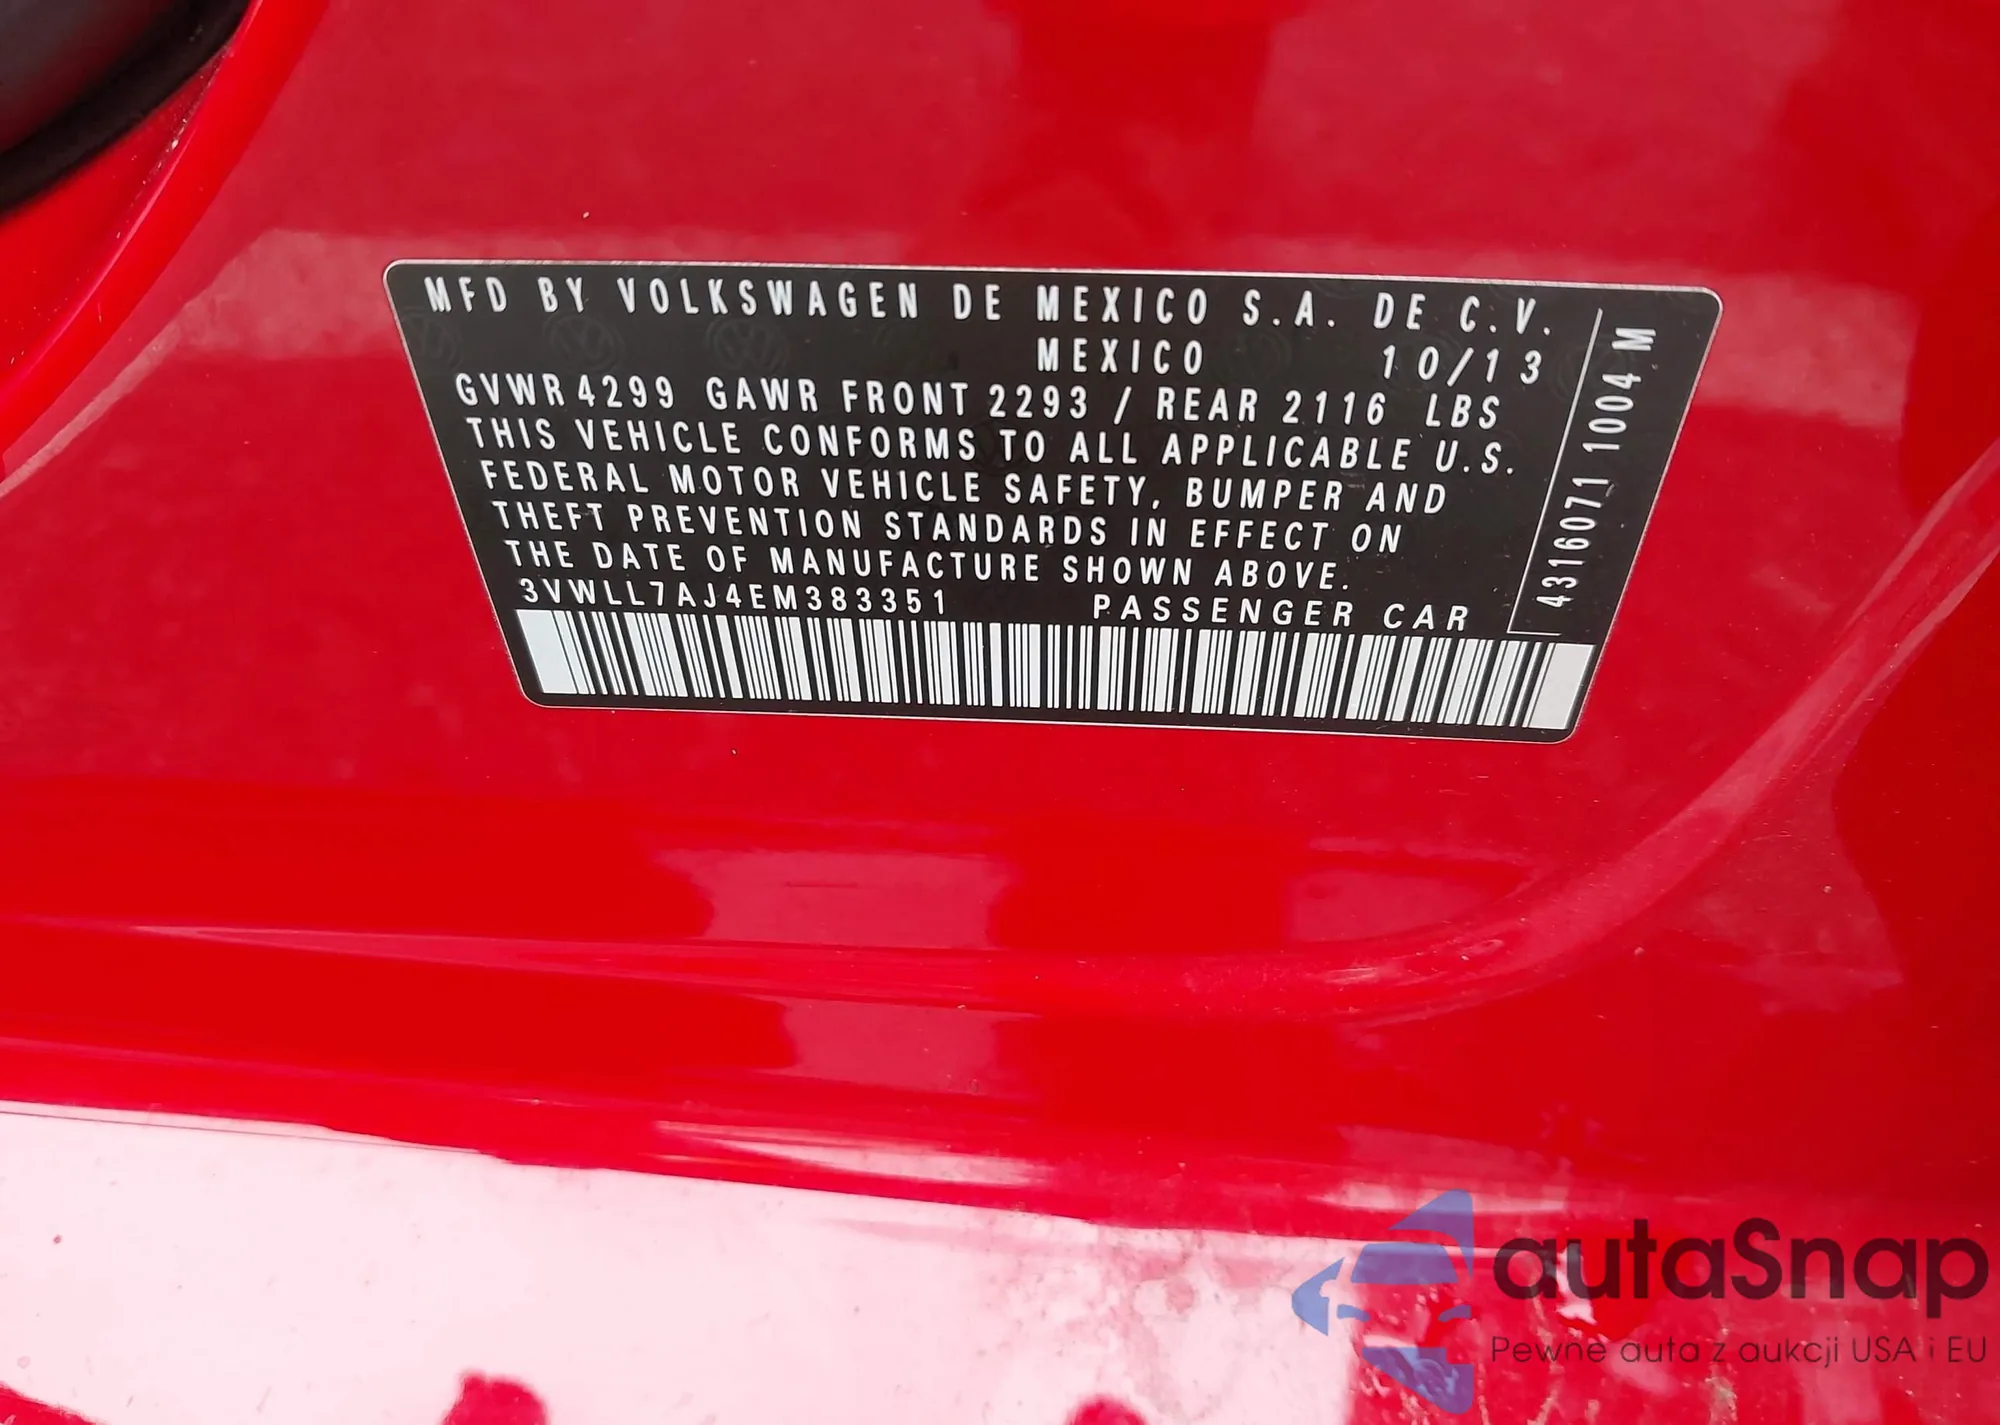 MFD BY VOLKSWAGEN DE MEXICO S.A. DE C.V.
MEXICO 10/13
GVWR 4299 GAWR FRONT 2293 / REAR 2116 LBS
THIS VEHICLE CONFORMS TO ALL APPLICABLE U.S.
FEDERAL MOTOR VEHICLE SAFETY, BUMPER AND
THEFT PREVENTION STANDARDS IN EFFECT ON
THE DATE OF MANUFACTURE SHOWN ABOVE.
3VWLL7AJ4EM383351 PASSENGER CAR
4316071 1004 M
autaSnap
Pewne auta z aukcji USA i EU